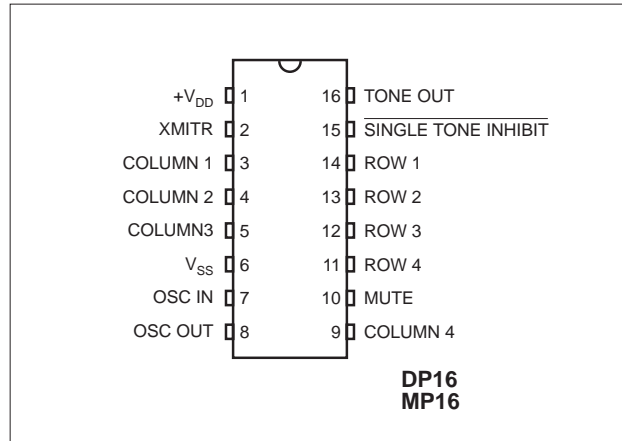 +VDD 1 16 TONE OUT
XMITR 2 15 SINGLE TONE INHIBIT
COLUMN 1 3 14 ROW 1
COLUMN 2 4 13 ROW 2
COLUMN3 5 12 ROW 3
VSS 6 11 ROW 4
OSC IN 7 10 MUTE
OSC OUT 8 9 COLUMN 4
DP16
MP16